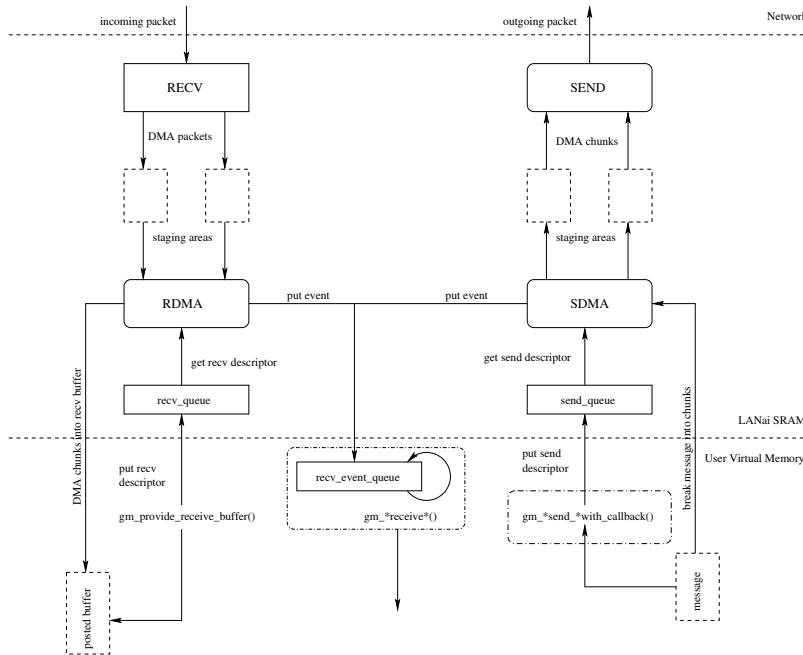 incoming packet
outgoing packet
Network
RECV
SEND
DMA packets
DMA chunks
staging areas
staging areas
RDMA
put event
put event
SDMA
get recv descriptor
get send descriptor
recv_queue
send_queue
LANai SRAM
User Virtual Memory
DMA chunks into recv buffer
break message into chunks
put recv
descriptor
recv_event_queue
put send
descriptor
gm_provide_receive_buffer()
gm_*receive*()
gm_*send_*with_callback()
posted buffer
message